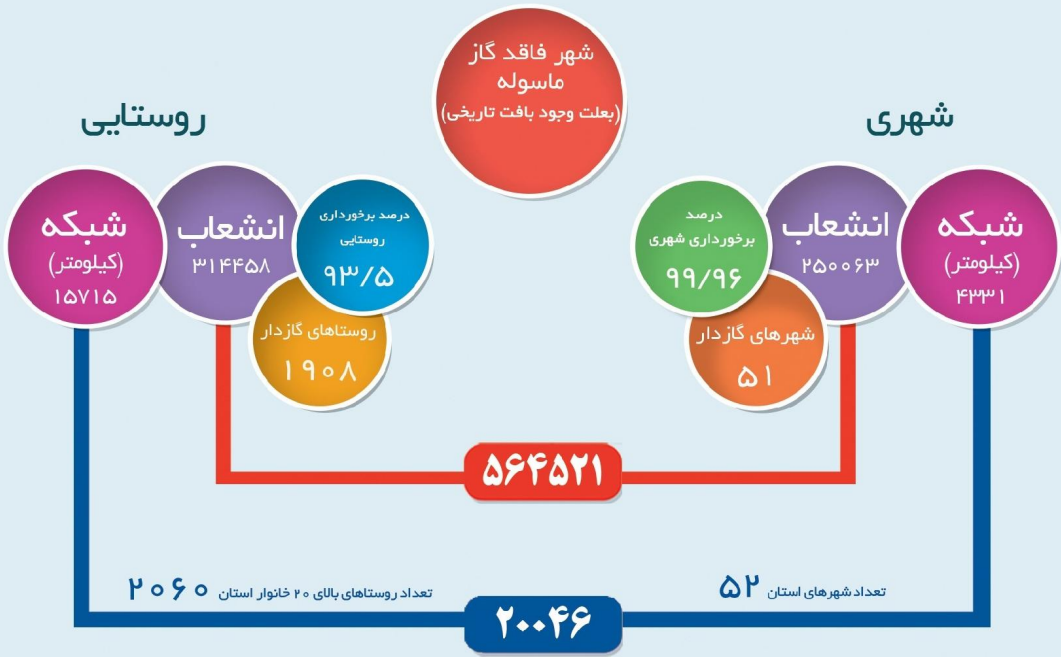 شهر فاقد گاز
ماسوله
(بعلت وجود بافت تاریخی)
شهری
شبکه
(کیلومتر)
۴۳۳۱
انشعاب
۲۵۰۰۶۳
درصد
برخورداری شهری
۹۹/۹۶
شهرهای گازدار
۵۱
روستایی
درصد برخورداری
روستایی
۹۳/۵
انشعاب
۳۱۴۴۵۸
شبکه
(کیلومتر)
۱۵۷۱۵
روستاهای گازدار
۱۹۰۸
۵۶۴۵۲۱
تعداد شهرهای استان ۵۲
تعداد روستاهای بالای ۲۰ خانوار استان ۲۰۶۰
۲۰۰۴۶